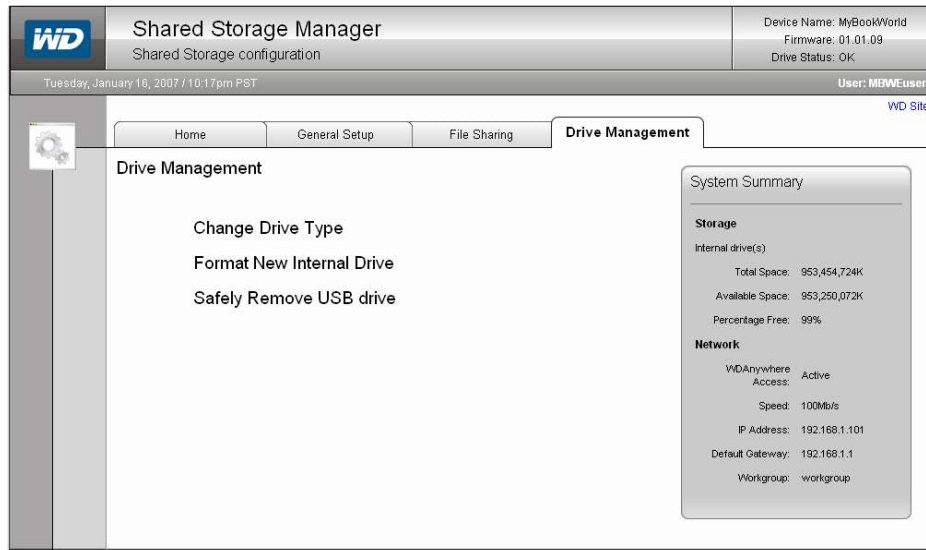 WD
Shared Storage Manager
Shared Storage configuration
Device Name: MyBookWorld
Firmware: 01.01.09
Drive Status: OK
Tuesday, January 16, 2007 / 10:17pm PST
User: MBWEuser
WD Site
Home
General Setup
File Sharing
Drive Management
Drive Management
Change Drive Type
Format New Internal Drive
Safely Remove USB drive
System Summary
Storage
Internal drive(s)
Total Space: 953,454,724K
Available Space: 953,250,072K
Percentage Free: 99%
Network
WDAnywhere
Access: Active
Speed: 100Mb/s
IP Address: 192.168.1.101
Default Gateway: 192.168.1.1
Workgroup: workgroup